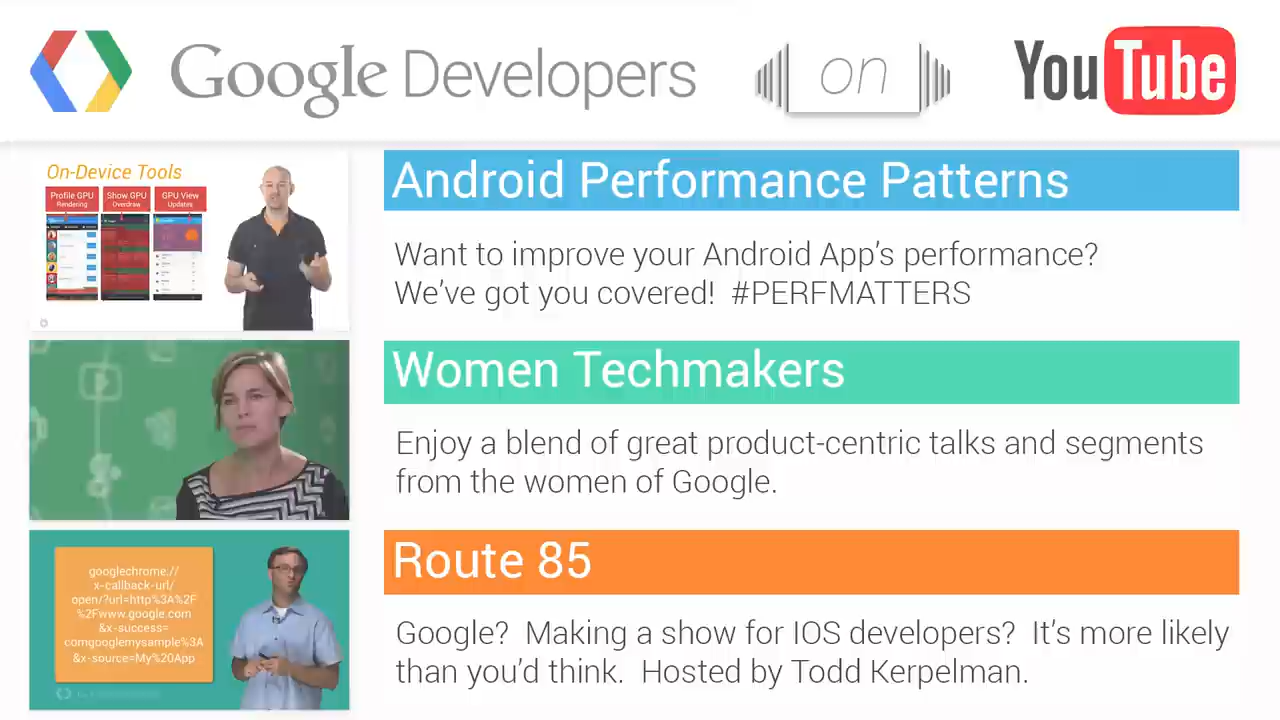 Google Developers on YouTube
On-Device Tools
Profile GPU Show GPU GPU View
Rendering Overdraw Updates
Android Performance Patterns
Want to improve your Android App's performance?
We've got you covered! #PERFMATTERS
Women Techmakers
Enjoy a blend of great product-centric talks and segments
from the women of Google.
googlechrome://
x-callback-url/
open/?url=http%3A%2F
%2Fwww.google.com
&x-success=
comgooglemysample%3A
&x-source=My%20App
Route 85
Google? Making a show for IOS developers? It's more likely
than you'd think. Hosted by Todd Kerpelman.